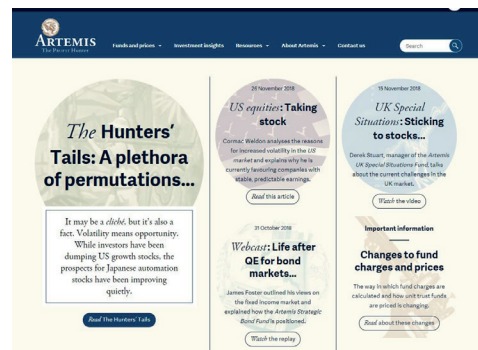 ARTEMIS
The PROFIT Hunter
Funds and prices
Investment insights
Resources
About Artemis
Contact us
Search
The Hunters'
Tails: A plethora
of permutations...
It may be a cliché, but it's also a
fact. Volatility means opportunity.
While investors have been
dumping US growth stocks, the
prospects for Japanese automation
stocks have been improving
quietly.
Read The Hunters' Tails
26 November 2018
US equities: Taking
stock
Cormac Weldon analyses the reasons
for increased volatility in the US
market and explains why he is
currently favouring companies with
stable, predictable earnings.
Read this article
31 October 2018
Webcast: Life after
QE for bond
markets...
James Foster outlined his views on
the fixed income market and
explained how the Artemis Strategic
Bond Fund is positioned.
Watch the replay
15 November 2018
UK Special
Situations: Sticking
to stocks...
Derek Stuart, manager of the Artemis
UK Special Situations Fund, talks
about the current challenges in the
UK market.
Watch the video
Important information
Changes to fund
charges and prices
The way in which fund charges are
calculated and how unit trust funds
are priced is changing.
Read about these changes